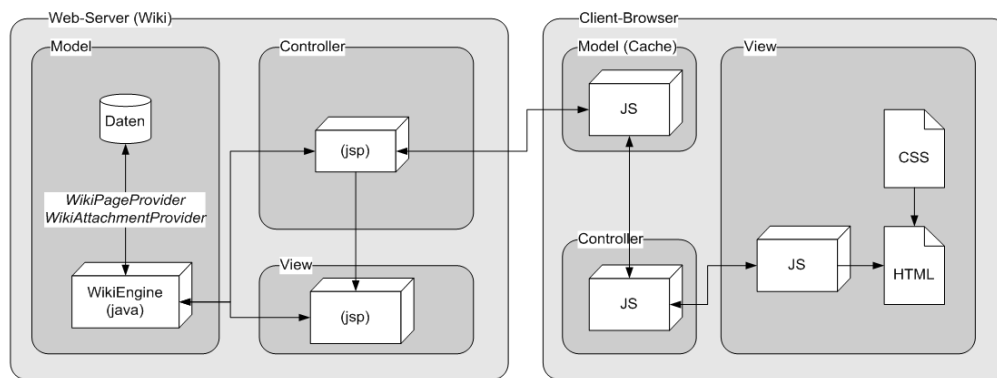 Web-Server (Wiki)
Model
Daten
WikiPageProvider
WikiAttachmentProvider
WikiEngine
(java)
Controller
(jsp)
View
(jsp)
Client-Browser
Model (Cache)
JS
Controller
JS
View
CSS
JS
HTML